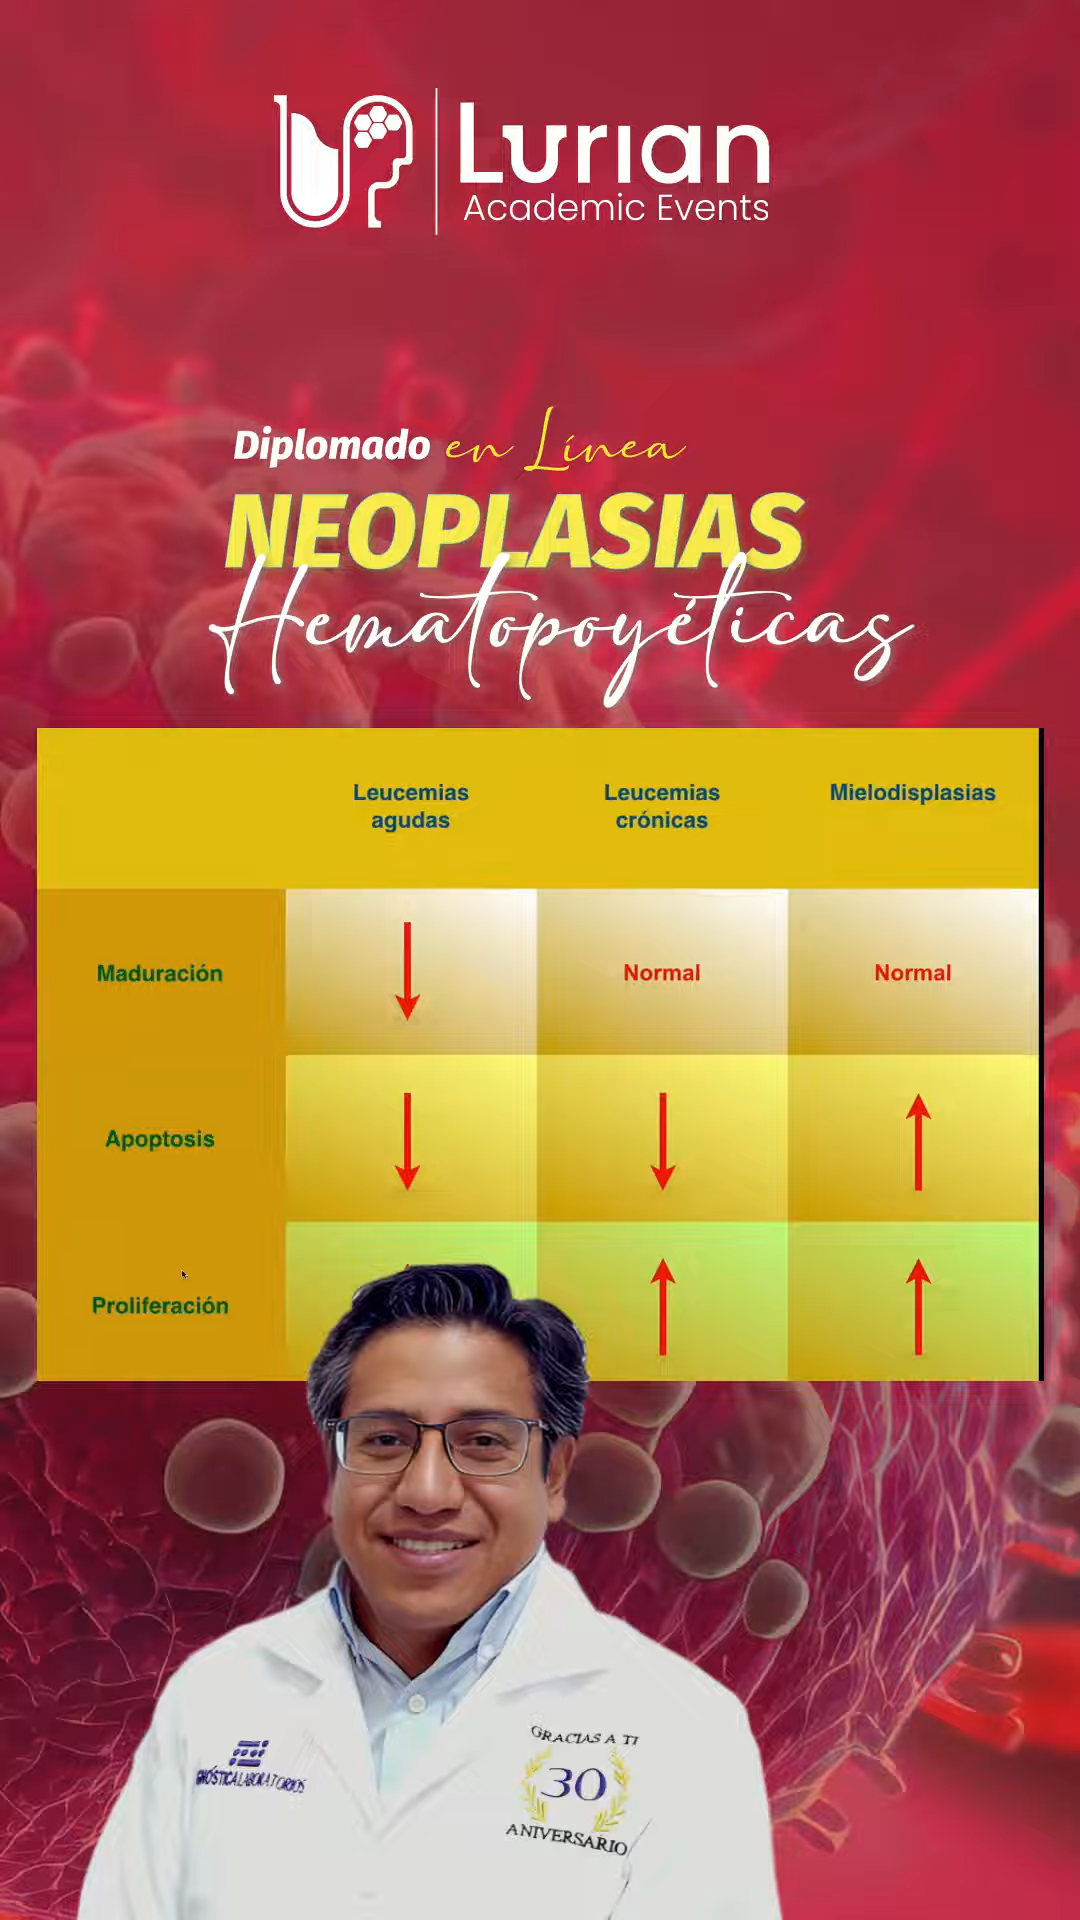 Lurian
Academic Events
Diplomado en Línea
NEOPLASIAS
Hematopoyéticas
Leucemias agudas
Leucemias crónicas
Mielodisplasias
Maduración
Normal
Normal
Apoptosis
Proliferación
GRACIAS A TI
30
ANIVERSARIO